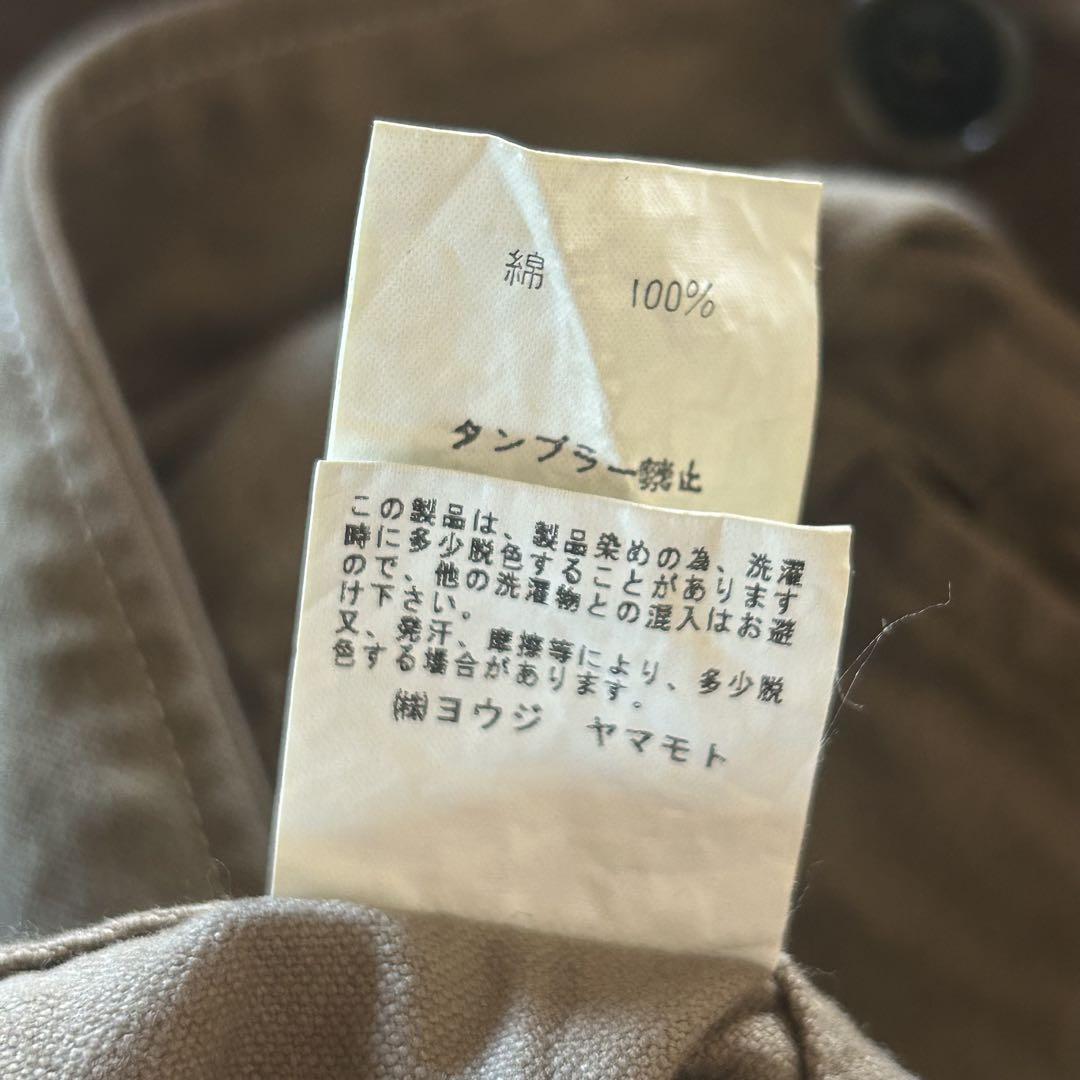 綿 100%
タンブラー禁止
この製品は、製品染めの為、洗濯
時に多少脱色することがあります
ので、他の洗濯物との混入はお避
け下さい。
又、発汗、摩擦等により、多少脱
色する場合があります。
㈱ヨウジ ヤマモト